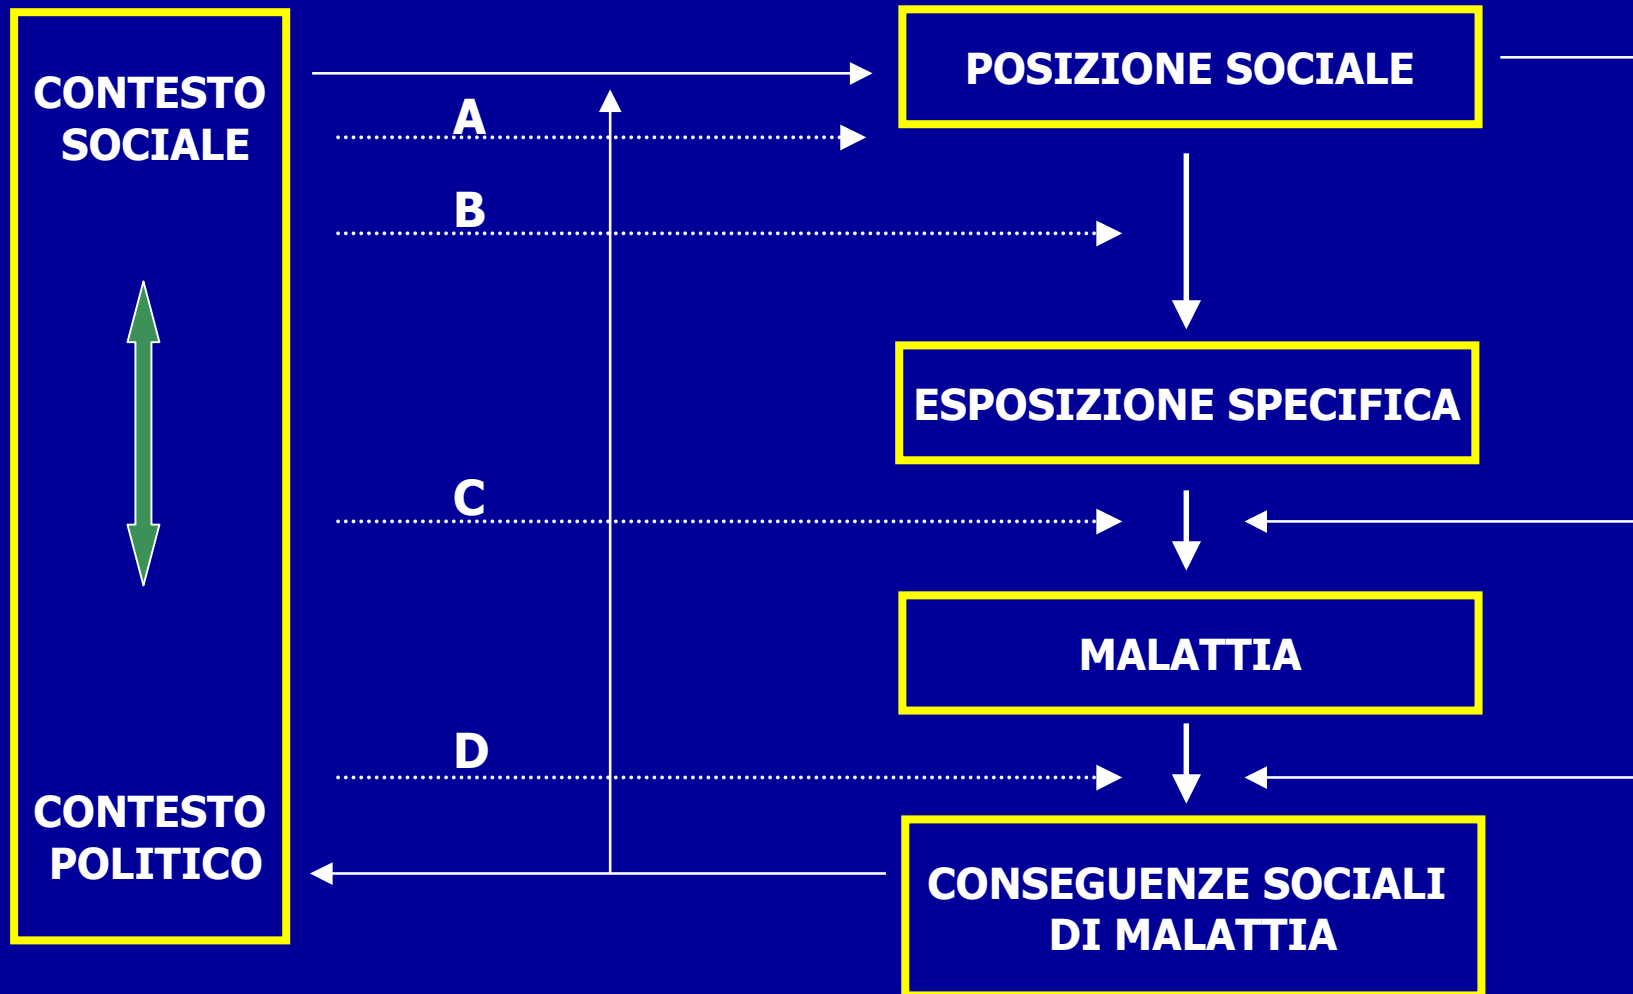 CONTESTO
SOCIALE
CONTESTO
POLITICO
A
B
C
D
POSIZIONE SOCIALE
ESPOSIZIONE SPECIFICA
MALATTIA
CONSEGUENZE SOCIALI
DI MALATTIA